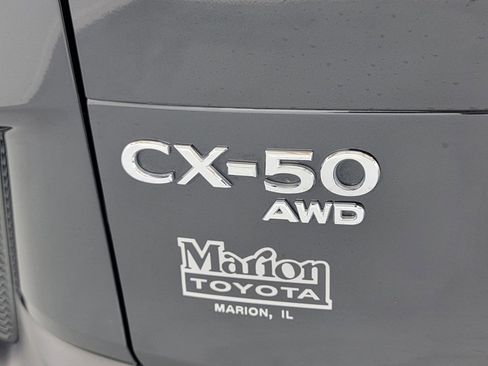 CX-50
AWD
Marion
TOYOTA
MARION, IL